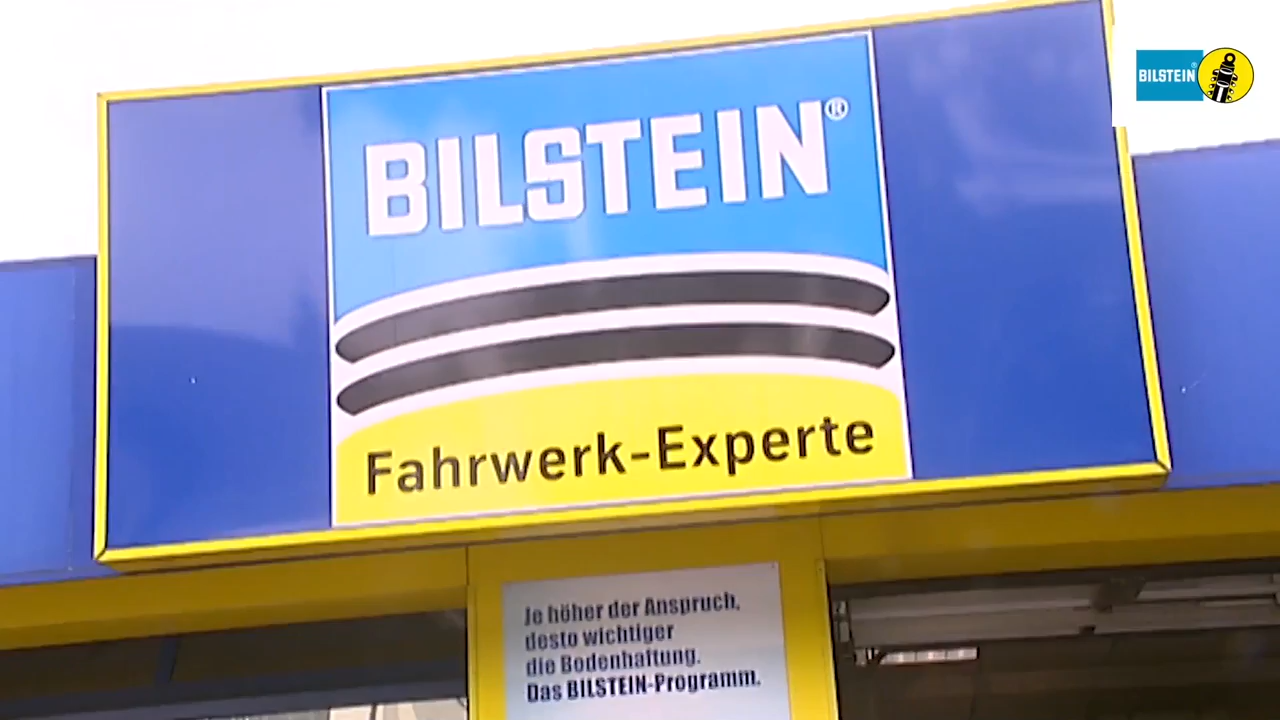 BILSTEIN®
BILSTEIN®
Fahrwerk-Experte
Je höher der Anspruch,
desto wichtiger
die Bodenhaftung.
Das BILSTEIN-Programm.